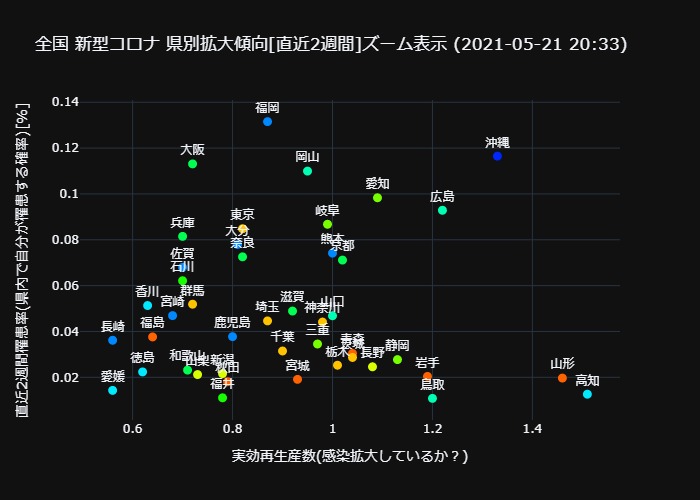 全国 新型コロナ 県別拡大傾向[直近2週間]ズーム表示 (2021-05-21 20:33)
直近2週間罹患率(県内で自分が罹患する確率) [%]
0.14
0.12
0.1
0.08
0.06
0.04
0.02
福岡
沖縄
大阪
岡山
愛知
広島
東京
岐阜
兵庫
大分
熊本
奈良
京都
佐賀
石川
香川
群馬
宮崎
滋賀
山口
埼玉
神奈川
福島
鹿児島
三重
長崎
千葉
青森
茨城
栃木
長野
静岡
徳島
和歌山
山梨
新潟
秋田
宮城
岩手
山形
愛媛
福井
鳥取
高知
0.6
0.8
1
1.2
1.4
実効再生産数(感染拡大しているか？)